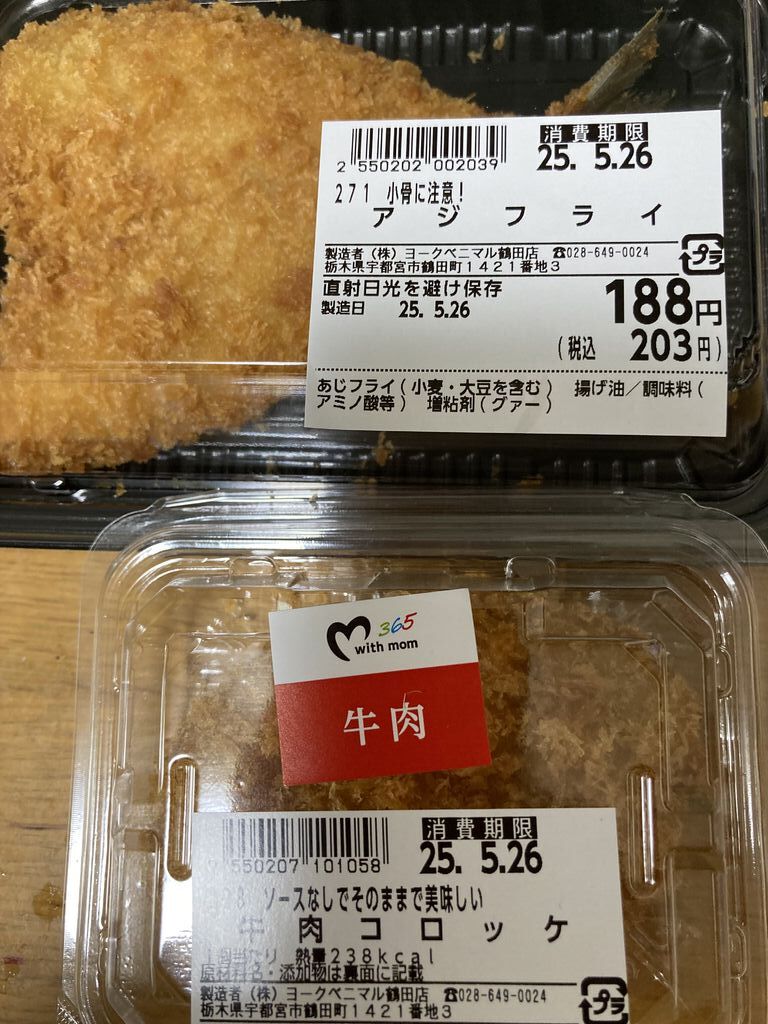 消費期限
2 550202 002039
25. 5.26
271 小骨に注意!
アジフライ
製造者(株)ヨークベニマル鶴田店 ☎028-649-0024
栃木県宇都宮市鶴田町1421番地3
プラ
直射日光を避け保存
製造日 25. 5.26
188円
(税込 203円)
あじフライ(小麦・大豆を含む) 揚げ油/調味料(
アミノ酸等) 増粘剤(グァー)
365
with mom
牛肉
消費期限
550207 101058
25. 5.26
ソースなしでそのままで美味しい
牛肉コロッケ
1個当たり 熱量238kcal
原材料名・添加物は裏面に記載
製造者(株)ヨークベニマル鶴田店 ☎028-649-0024
栃木県宇都宮市鶴田町1421番地3
プラ